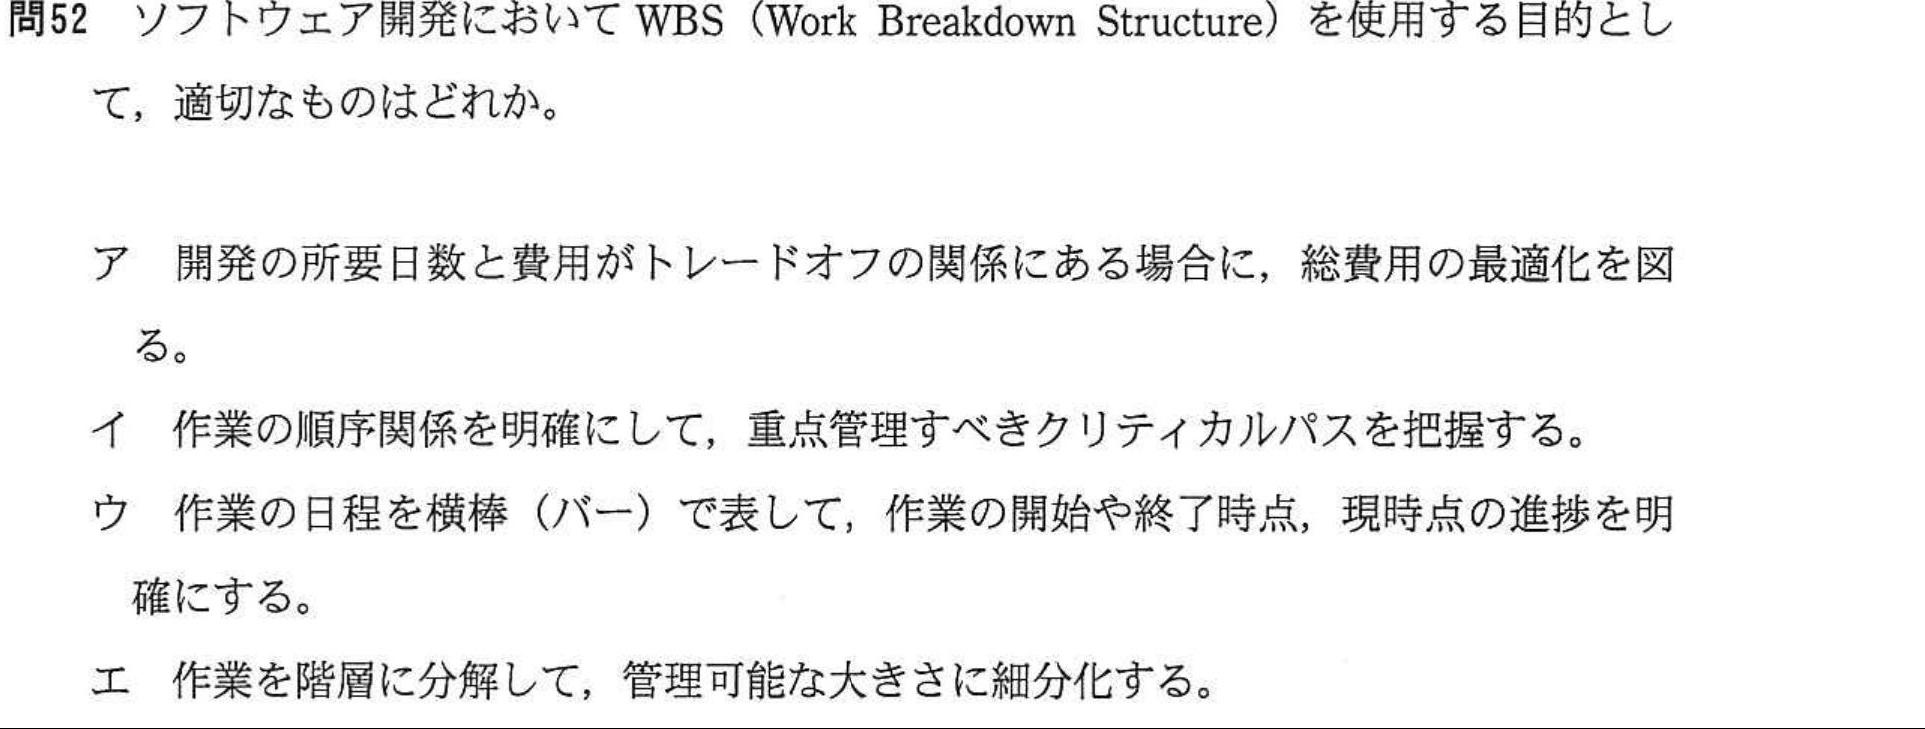 問52 ソフトウェア開発において WBS（Work Breakdown Structure）を使用する目的とし
て，適切なものはどれか。
ア 開発の所要日数と費用がトレードオフの関係にある場合に，総費用の最適化を図
る。
イ 作業の順序関係を明確にして，重点管理すべきクリティカルパスを把握する。
ウ 作業の日程を横棒（バー）で表して，作業の開始や終了時点，現時点の進捗を明
確にする。
エ 作業を階層に分解して，管理可能な大きさに細分化する。